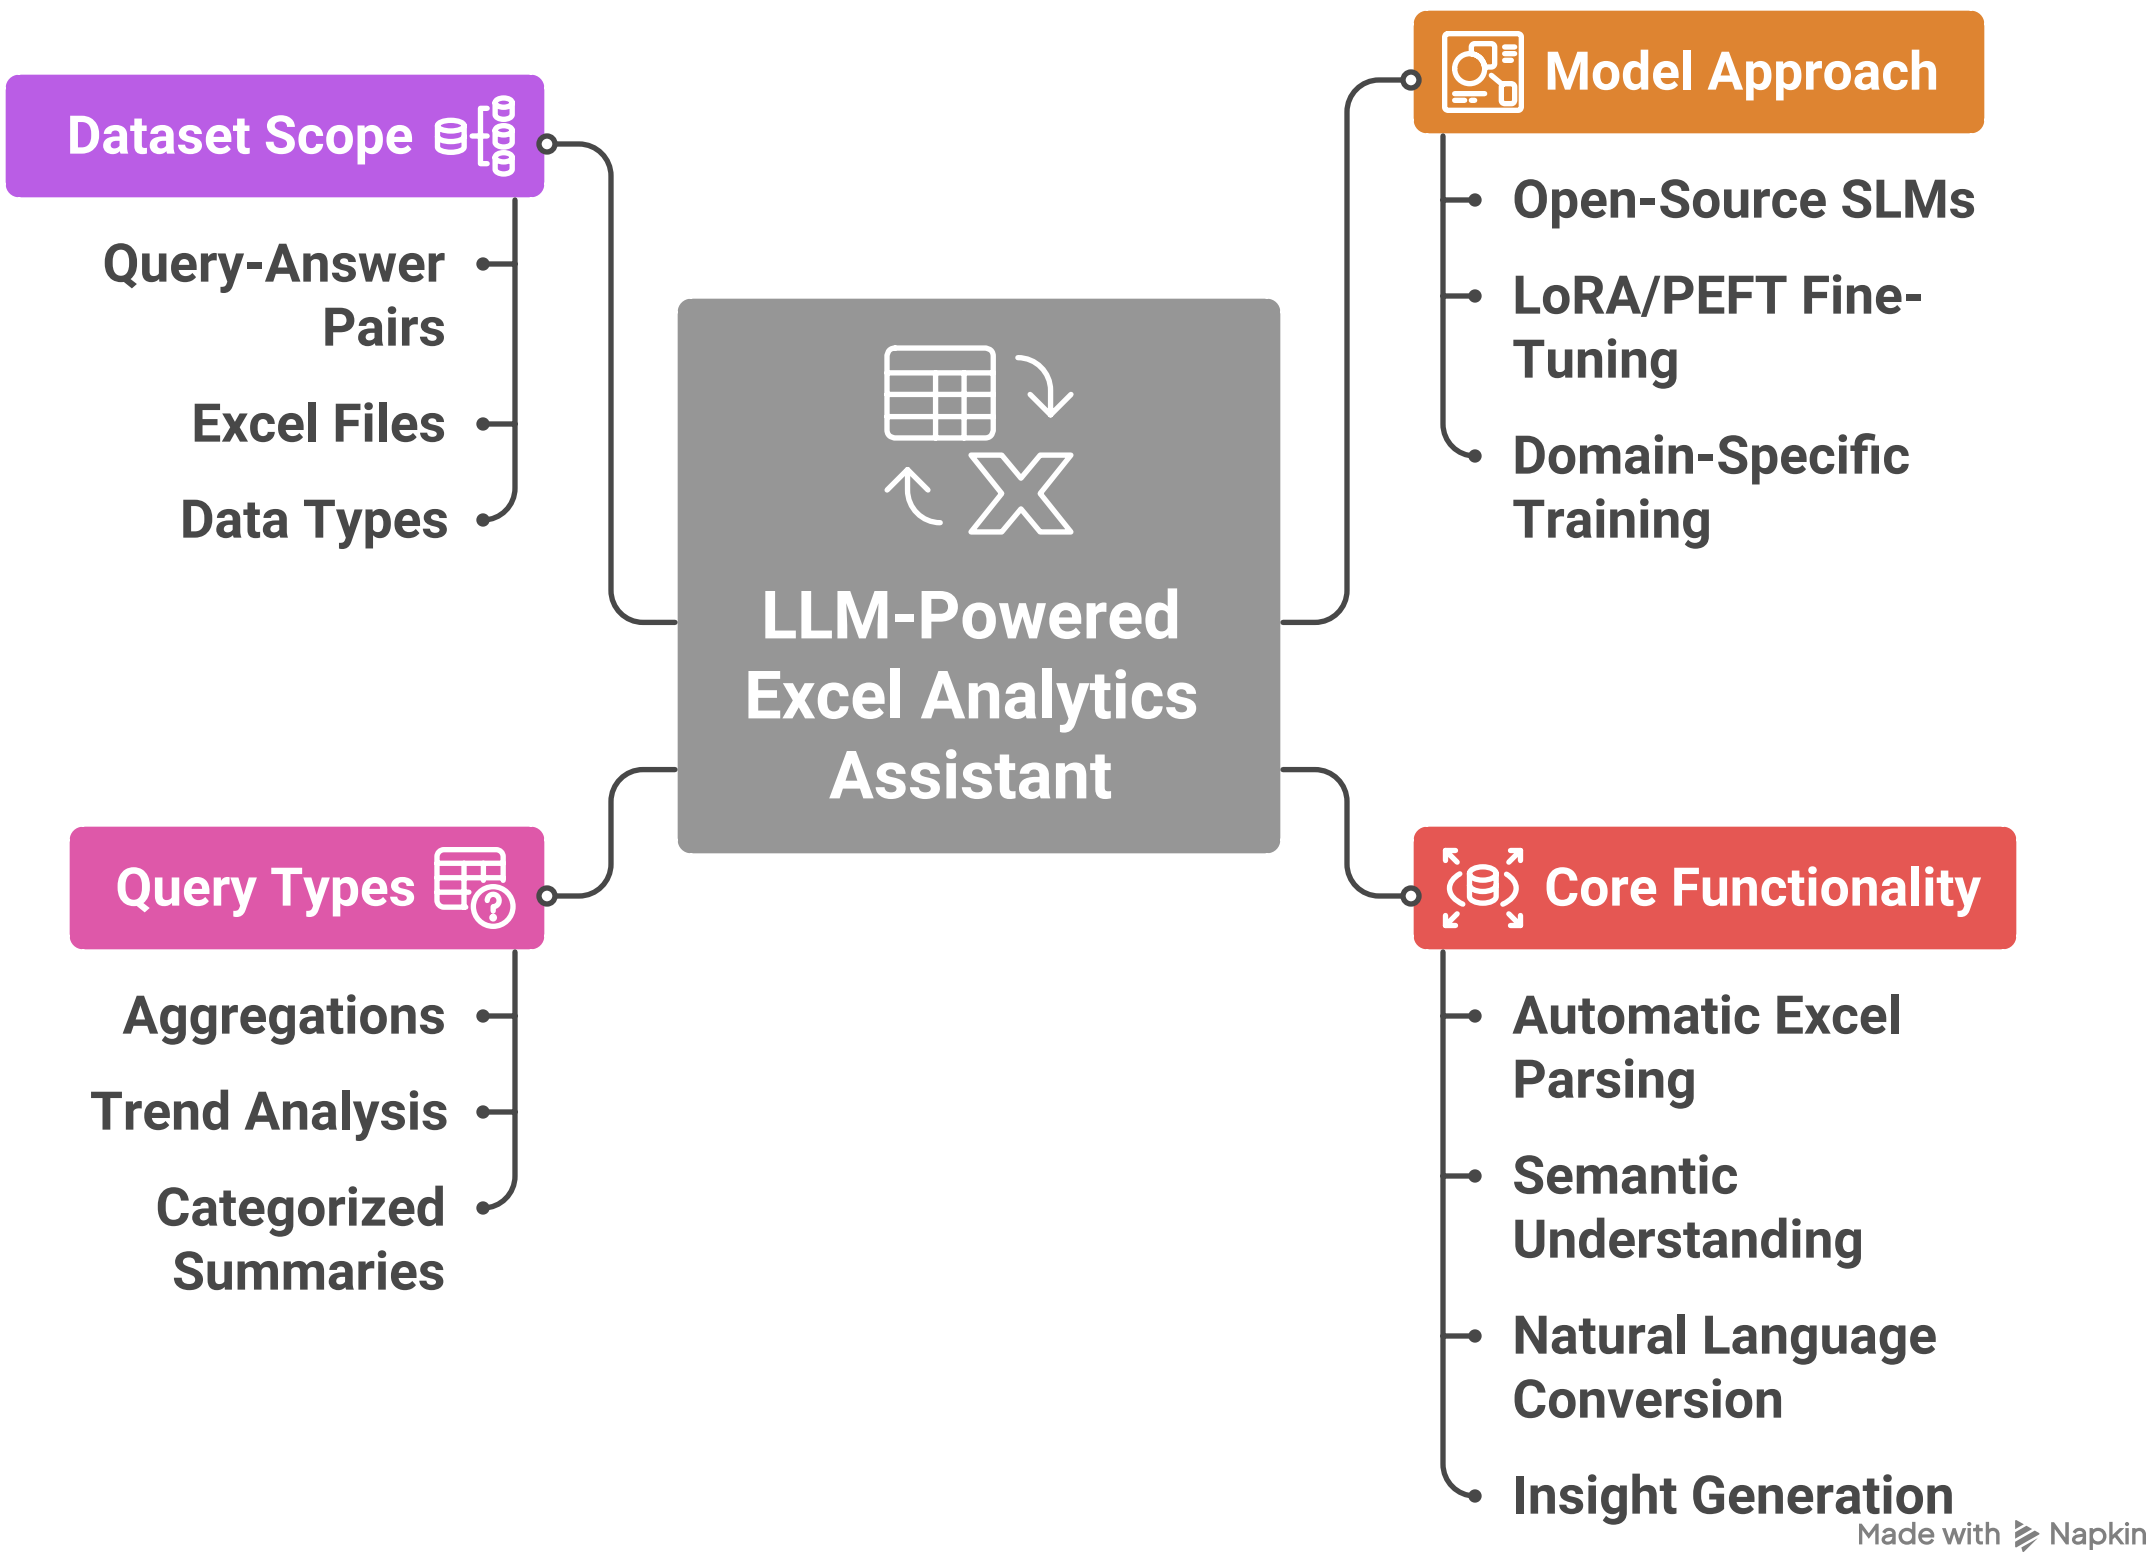 Dataset Scope
Query-Answer
Pairs
Excel Files
Data Types
Model Approach
Open-Source SLMs
LoRA/PEFT Fine-
Tuning
Domain-Specific
Training
LLM-Powered
Excel Analytics
Assistant
Query Types
Aggregations
Trend Analysis
Categorized
Summaries
Core Functionality
Automatic Excel
Parsing
Semantic
Understanding
Natural Language
Conversion
Insight Generation
Made with Napkin